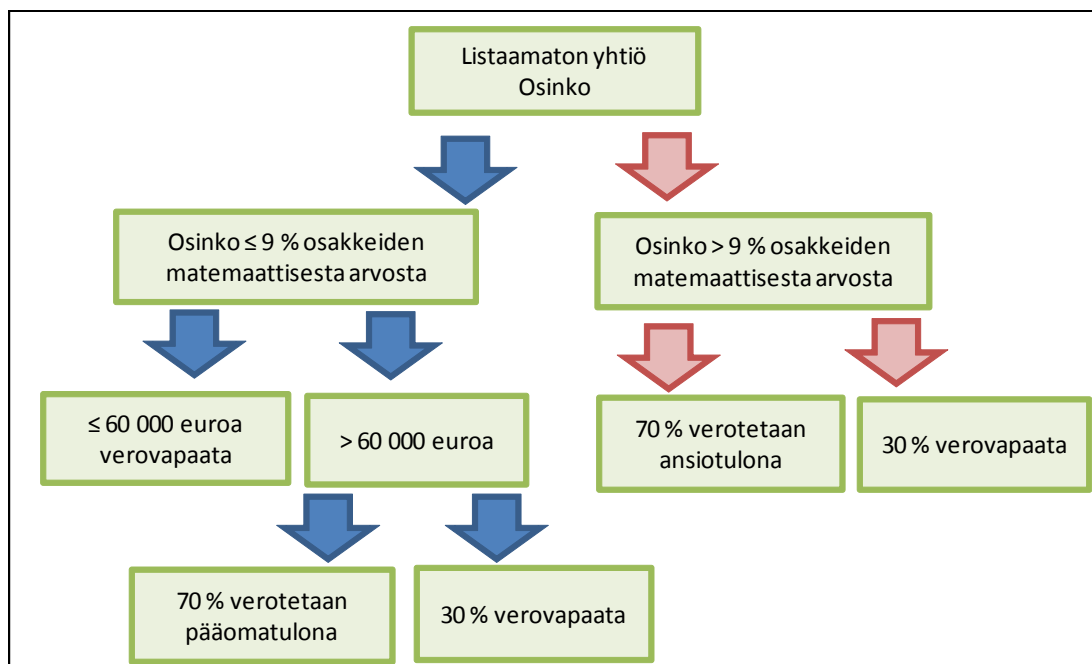 Listaamaton yhtiö
Osinko
Osinko ≤ 9 % osakkeiden
matemaattisesta arvosta
Osinko > 9 % osakkeiden
matemaattisesta arvosta
≤ 60 000 euroa
verovapaata
> 60 000 euroa
70 % verotetaan
ansiotulona
30 % verovapaata
70 % verotetaan
pääomatulona
30 % verovapaata